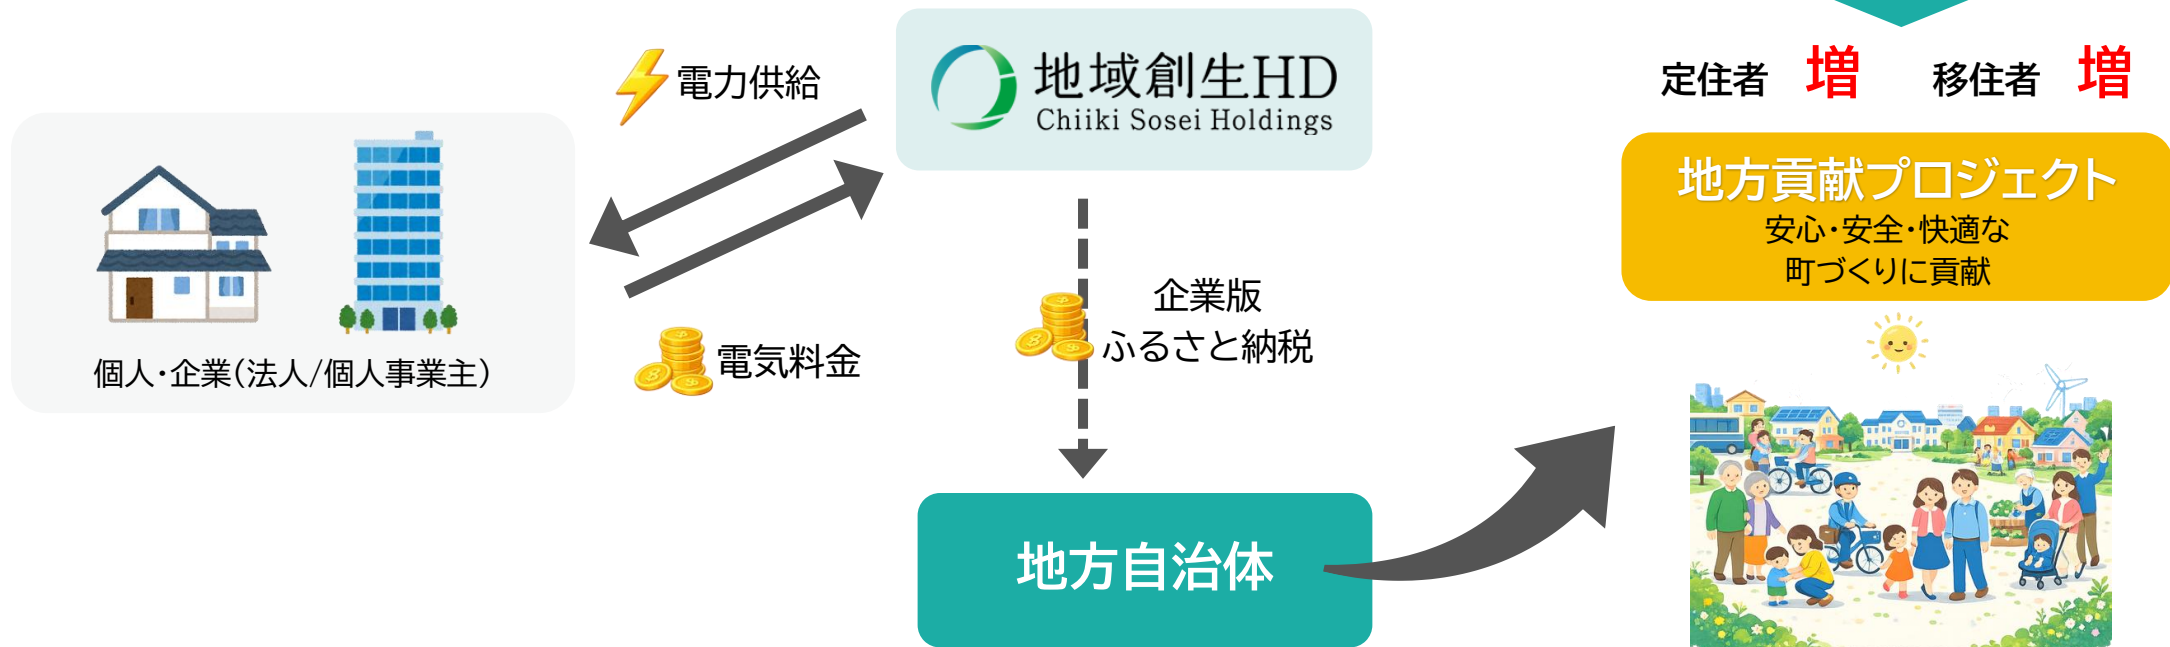 電力供給
地域創生HD
Chiiki Sosei Holdings
個人・企業(法人/個人事業主)
電気料金
企業版
ふるさと納税
地方自治体
定住者 増 移住者 増
地方貢献プロジェクト
安心・安全・快適な
町づくりに貢献